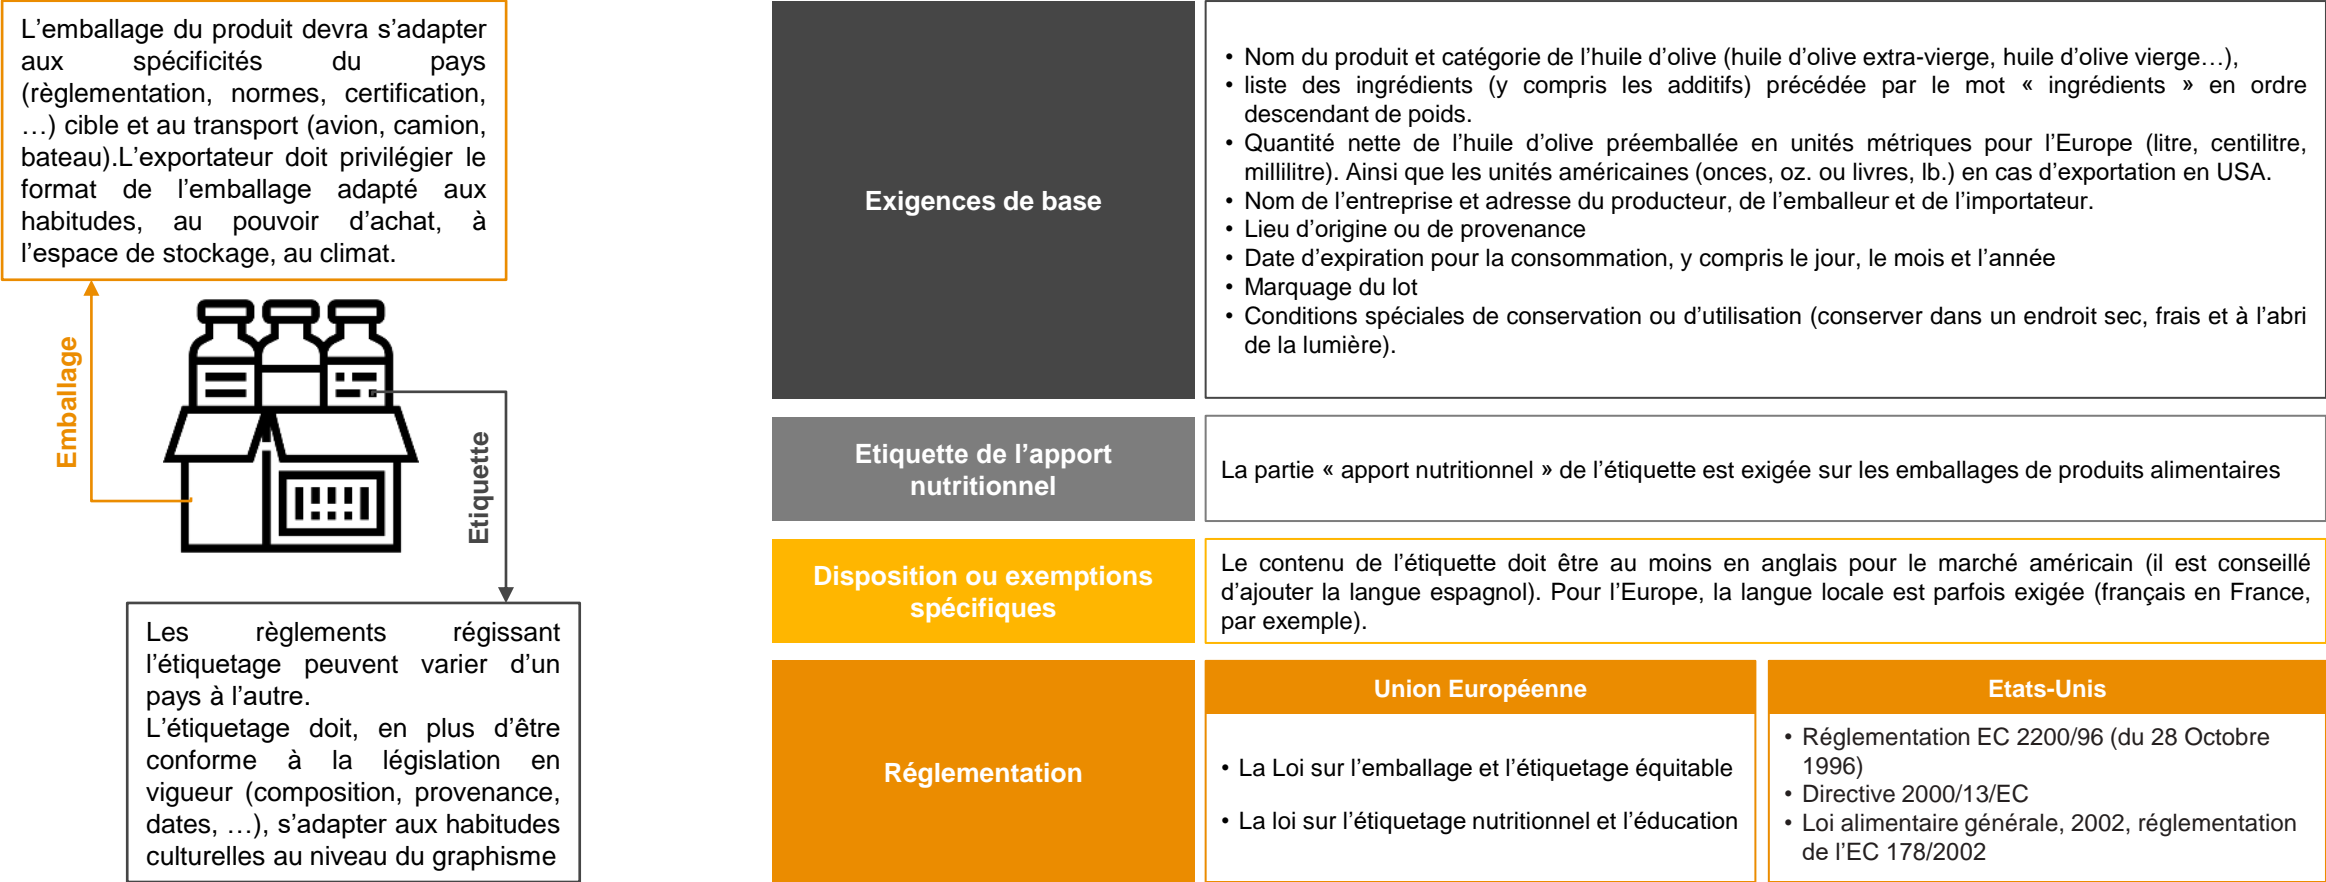 L’emballage du produit devra s’adapter
aux spécificités du pays
(règlementation, normes, certification,
…) cible et au transport (avion, camion,
bateau).L’exportateur doit privilégier le
format de l’emballage adapté aux
habitudes, au pouvoir d’achat, à
l’espace de stockage, au climat.
Emballage
Etiquette
Les règlements régissant
l’étiquetage peuvent varier d’un
pays à l’autre.
L’étiquetage doit, en plus d’être
conforme à la législation en
vigueur (composition, provenance,
dates, …), s’adapter aux habitudes
culturelles au niveau du graphisme
Exigences de base
• Nom du produit et catégorie de l’huile d’olive (huile d’olive extra-vierge, huile d’olive vierge…),
• liste des ingrédients (y compris les additifs) précédée par le mot « ingrédients » en ordre
descendant de poids.
• Quantité nette de l’huile d’olive préemballée en unités métriques pour l’Europe (litre, centilitre,
millilitre). Ainsi que les unités américaines (onces, oz. ou livres, lb.) en cas d’exportation en USA.
• Nom de l’entreprise et adresse du producteur, de l’emballeur et de l’importateur.
• Lieu d’origine ou de provenance
• Date d’expiration pour la consommation, y compris le jour, le mois et l’année
• Marquage du lot
• Conditions spéciales de conservation ou d’utilisation (conserver dans un endroit sec, frais et à l’abri
de la lumière).
Etiquette de l’apport
nutritionnel
La partie « apport nutritionnel » de l’étiquette est exigée sur les emballages de produits alimentaires
Disposition ou exemptions
spécifiques
Le contenu de l’étiquette doit être au moins en anglais pour le marché américain (il est conseillé
d’ajouter la langue espagnol). Pour l’Europe, la langue locale est parfois exigée (français en France,
par exemple).
Réglementation
Union Européenne
• La Loi sur l’emballage et l’étiquetage équitable
• La loi sur l’étiquetage nutritionnel et l’éducation
Etats-Unis
• Réglementation EC 2200/96 (du 28 Octobre
1996)
• Directive 2000/13/EC
• Loi alimentaire générale, 2002, réglementation
de l’EC 178/2002